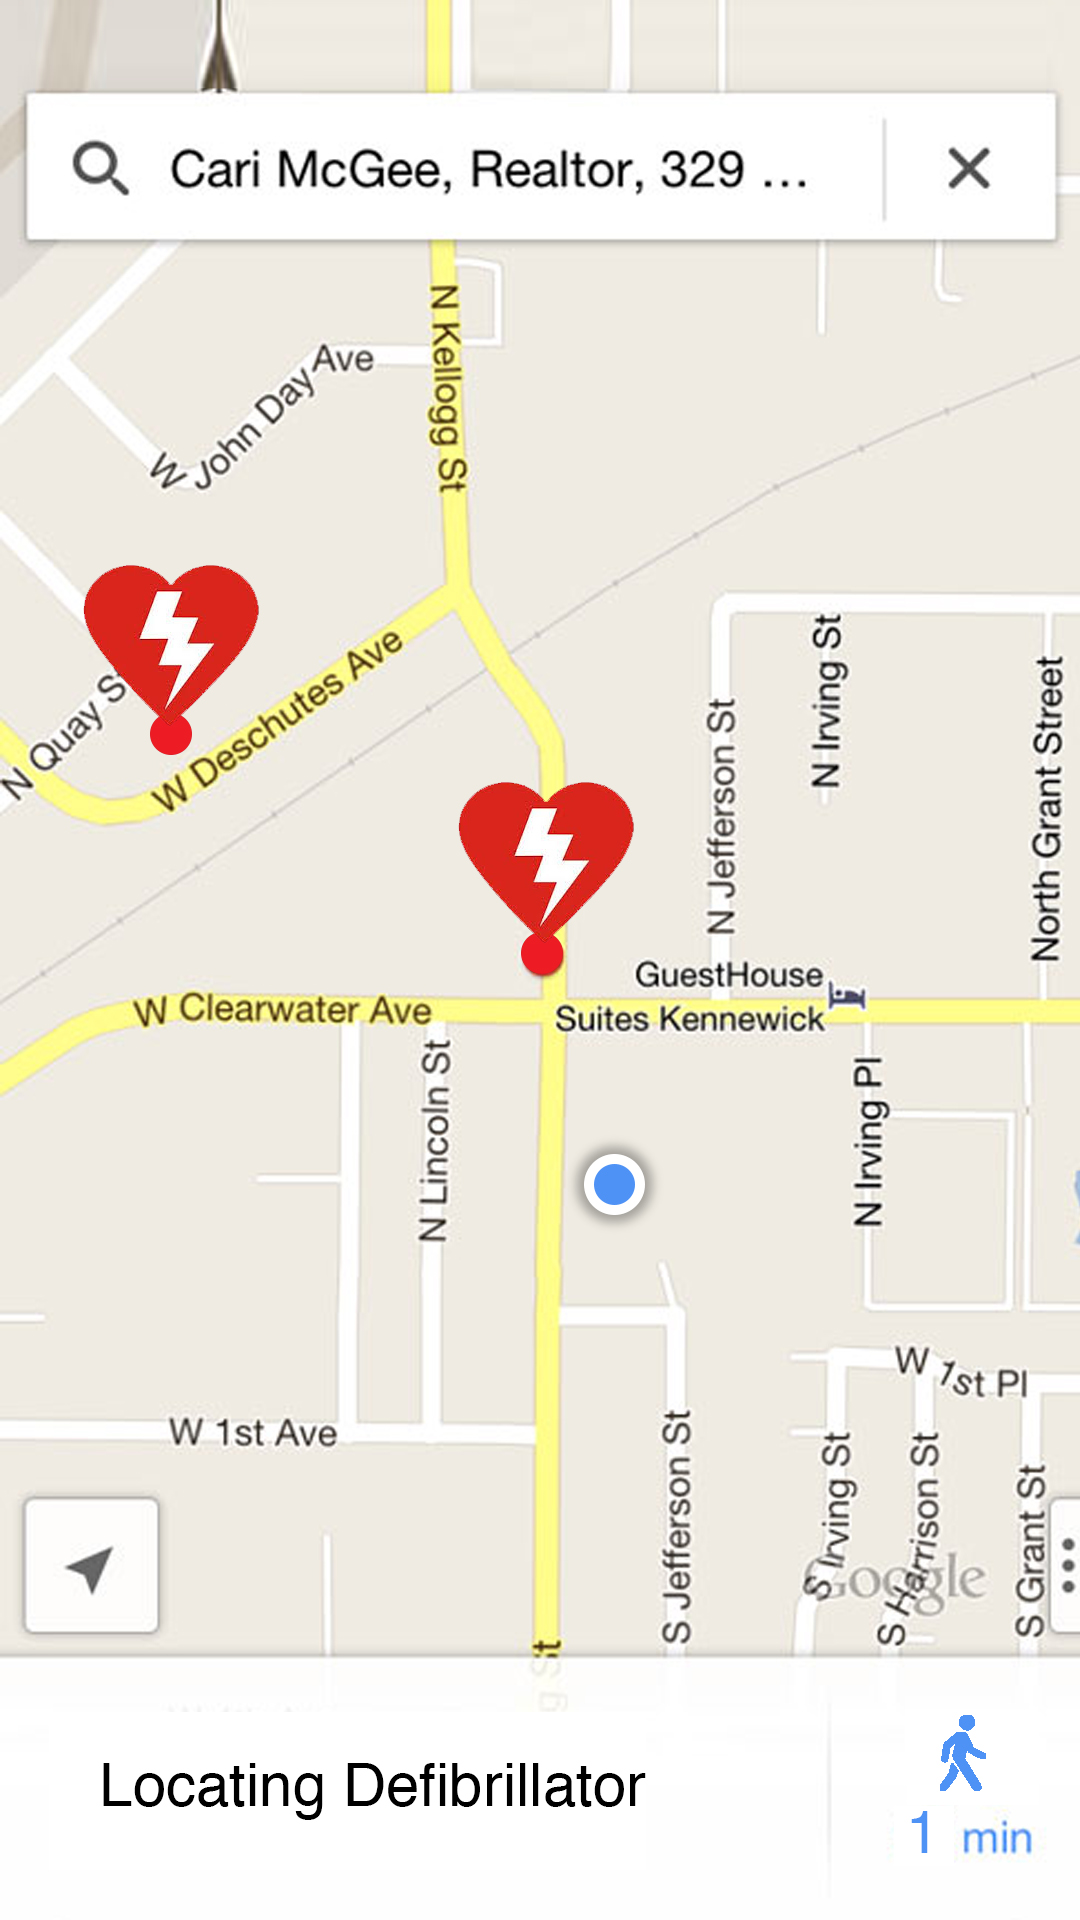 Cari McGee, Realtor, 329 ...
N Kellogg St
W John Day Ave
N Quay St
W Deschutes Ave
N Irving St
North Grant Street
N Jefferson St
GuestHouse
Suites Kennewick
W Clearwater Ave
N Lincoln St
N Irving Pl
W 1st Pl
W 1st Ave
S Jefferson St
S Irving St
S Harrison St
S Grant St
Google
g St
Locating Defibrillator
1 min